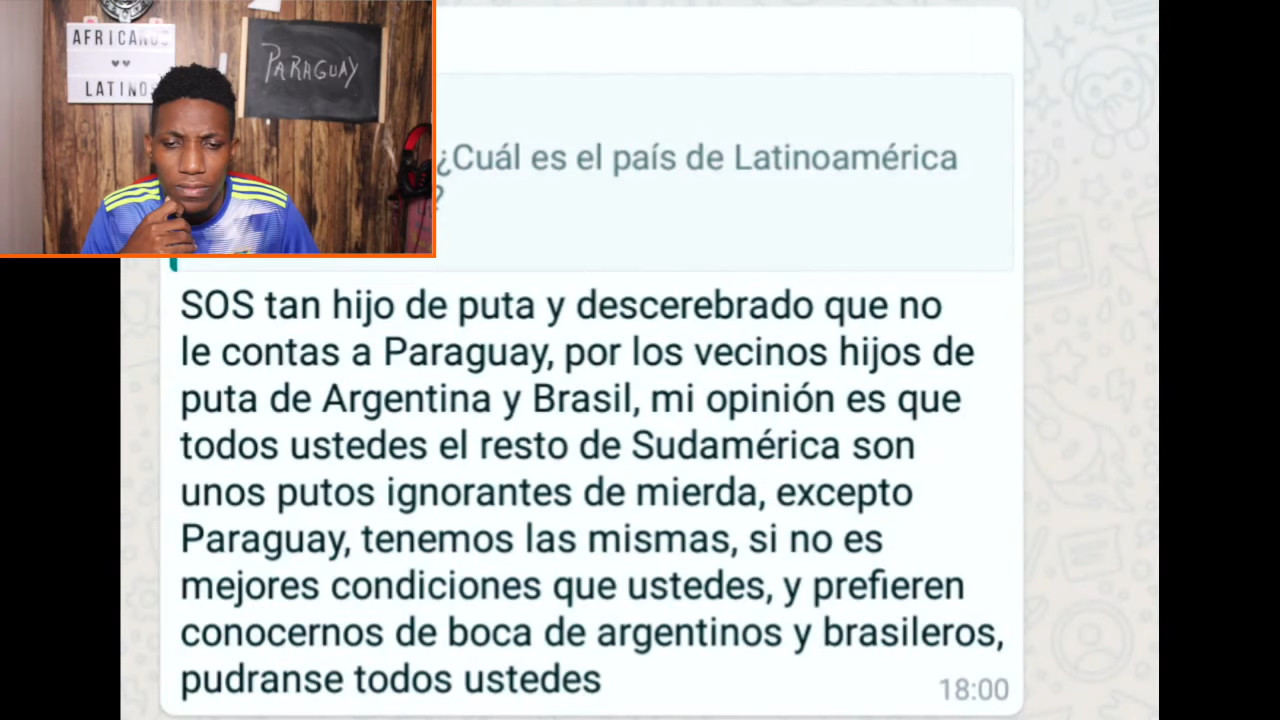 AFRICANOS
♥♥
LATINOS
PARAGUAY
¿Cuál es el país de Latinoamérica
?
SOS tan hijo de puta y descerebrado que no
le contas a Paraguay, por los vecinos hijos de
puta de Argentina y Brasil, mi opinión es que
todos ustedes el resto de Sudamérica son
unos putos ignorantes de mierda, excepto
Paraguay, tenemos las mismas, si no es
mejores condiciones que ustedes, y prefieren
conocernos de boca de argentinos y brasileros,
pudranse todos ustedes
18:00